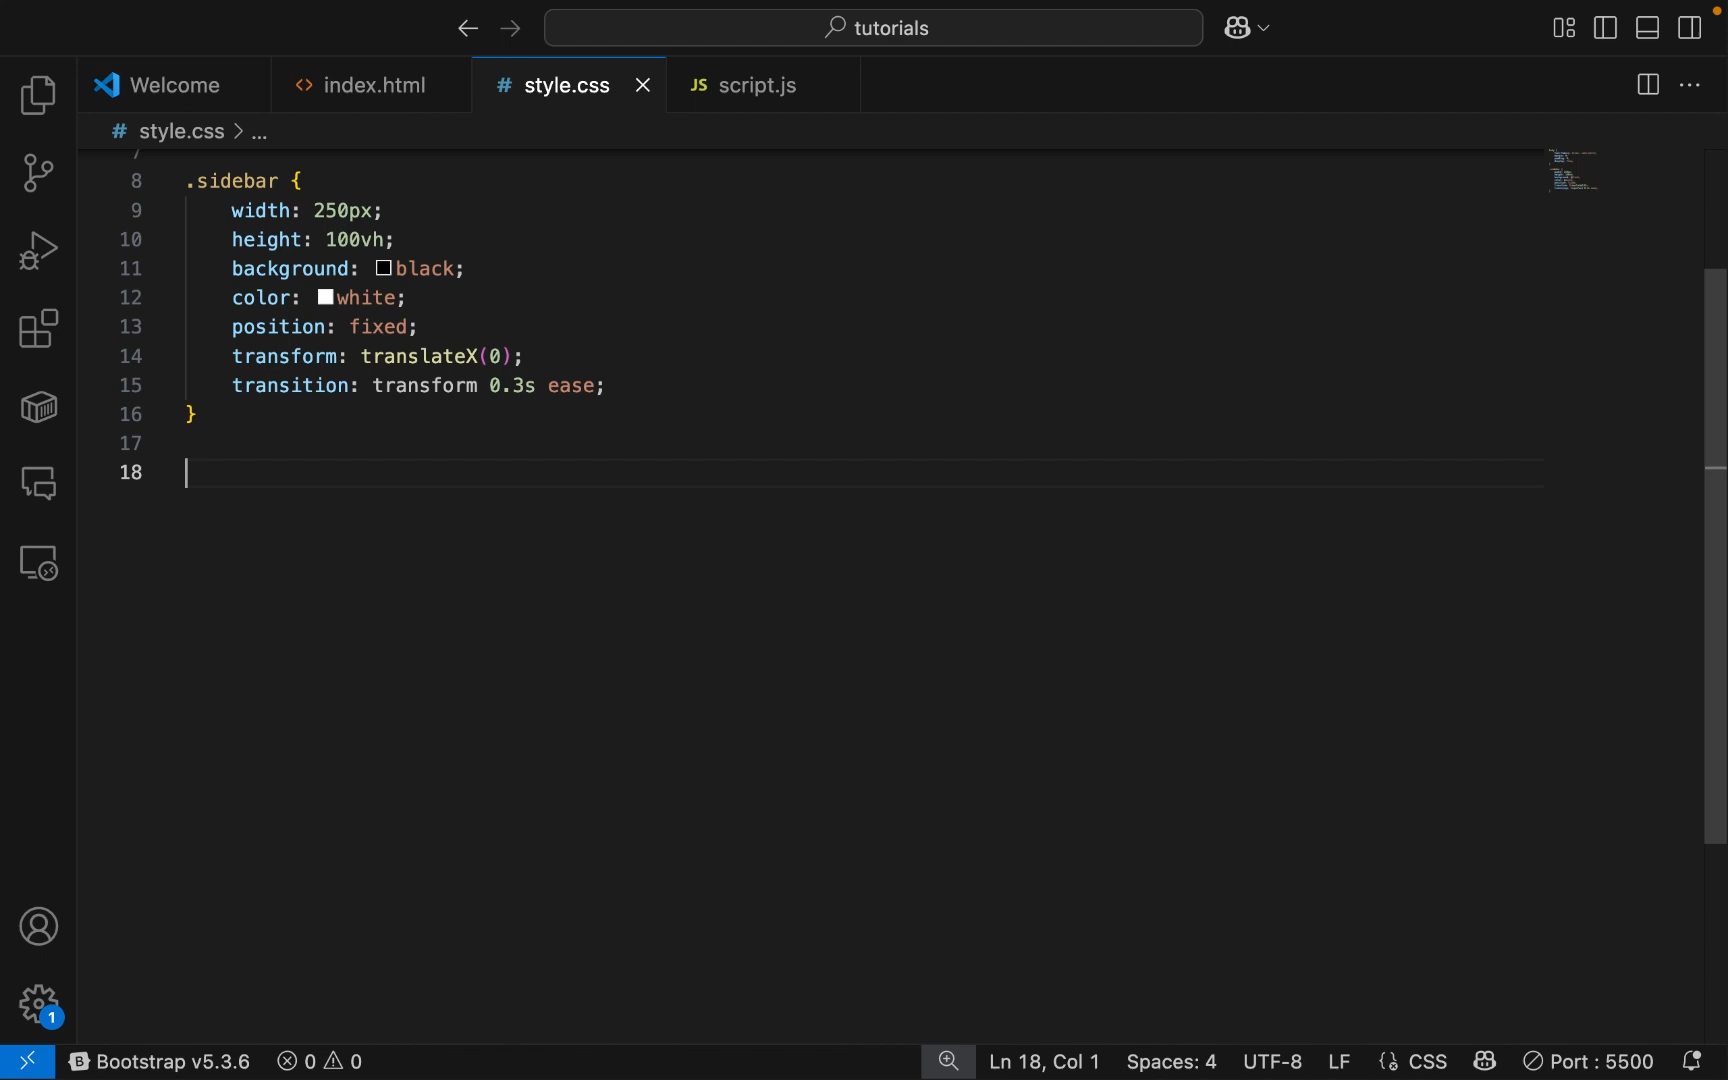 tutorials
Welcome
<> index.html
# style.css
JS script.js
# style.css > ...
7
8 .sidebar {
9     width: 250px;
10     height: 100vh;
11     background: black;
12     color: white;
13     position: fixed;
14     transform: translateX(0);
15     transition: transform 0.3s ease;
16 }
17
18
1
B Bootstrap v5.3.6 0 0 Ln 18, Col 1 Spaces: 4 UTF-8 LF {} CSS Port : 5500